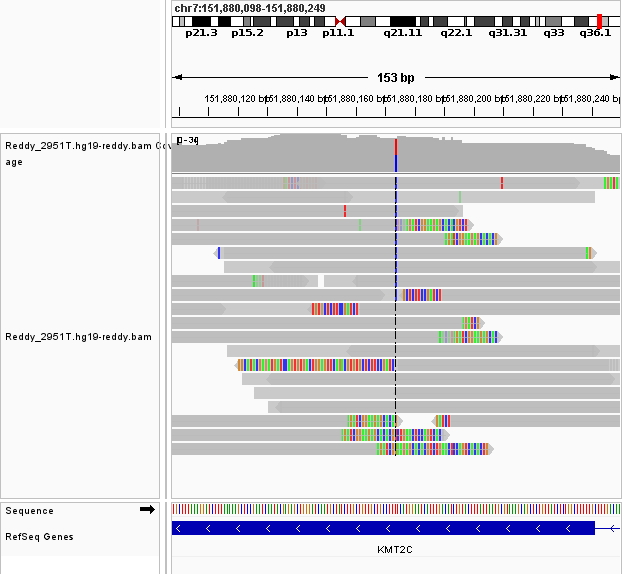 chr7:151,880,098-151,880,249
p21.3 p15.2 p13 p11.1 q21.11 q22.1 q31.31 q33 q36.1
153 bp
151,880,120 bp 151,880,140 bp 151,880,160 bp 151,880,180 bp 151,880,200 bp 151,880,220 bp 151,880,240 bp
Reddy_2951T.hg19-reddy.bam Cov
age
Reddy_2951T.hg19-reddy.bam
Sequence
RefSeq Genes
KMT2C